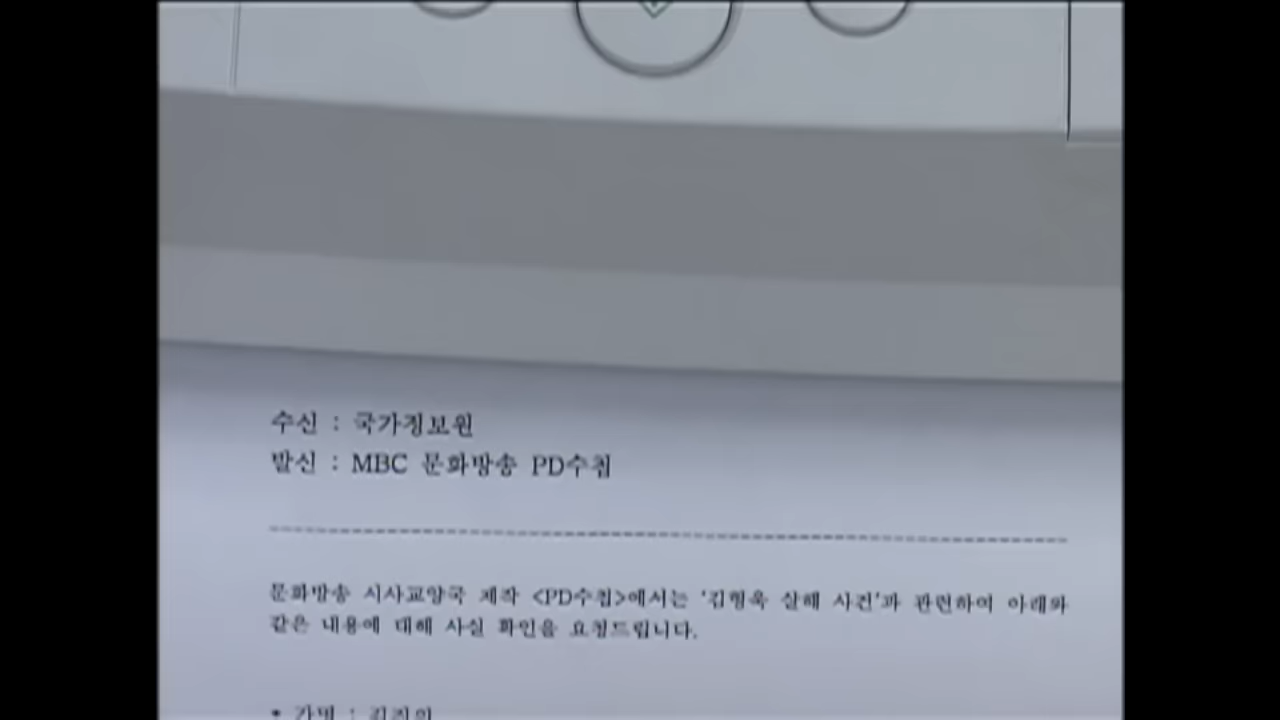 수신 : 국가정보원
발신 : MBC 문화방송 PD수첩
문화방송 시사교양국 제작 <PD수첩>에서는 '김형욱 살해 사건'과 관련하여 아래와
같은 내용에 대해 사실 확인을 요청드립니다.